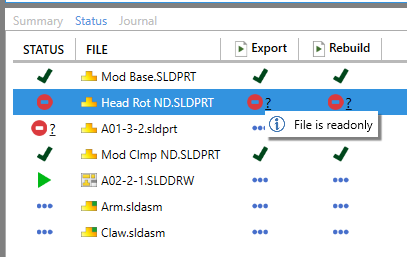 Summary Status Journal
STATUS FILE Export Rebuild
Mod Base.SLDPRT
Head Rot ND.SLDPRT ? ?
? A01-3-2.sldprt
File is readonly
Mod Clmp ND.SLDPRT
A02-2-1.SLDDRW
Arm.sldasm
Claw.sldasm